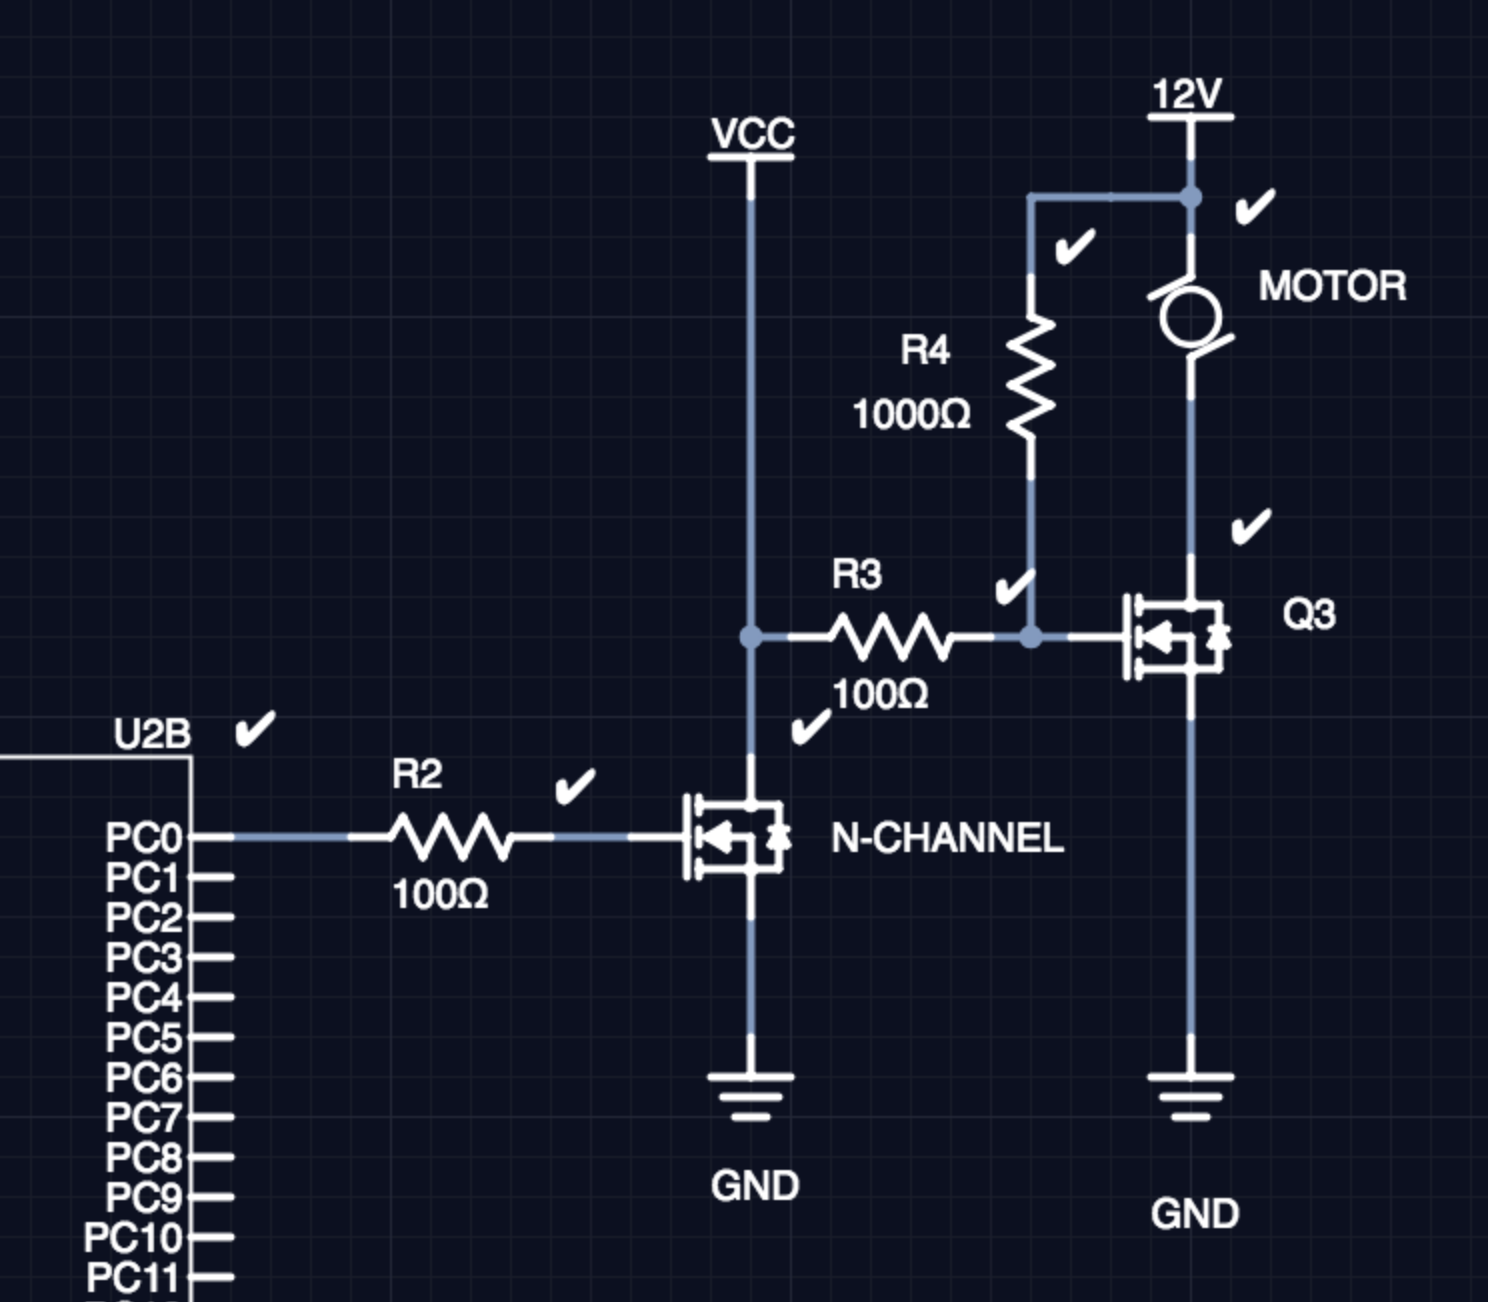 12V
VCC
MOTOR
R4
1000Ω
R3
Q3
100Ω
U2B
R2
PC0
N-CHANNEL
PC1
100Ω
PC2
PC3
PC4
PC5
PC6
PC7
PC8
GND
PC9
GND
PC10
PC11